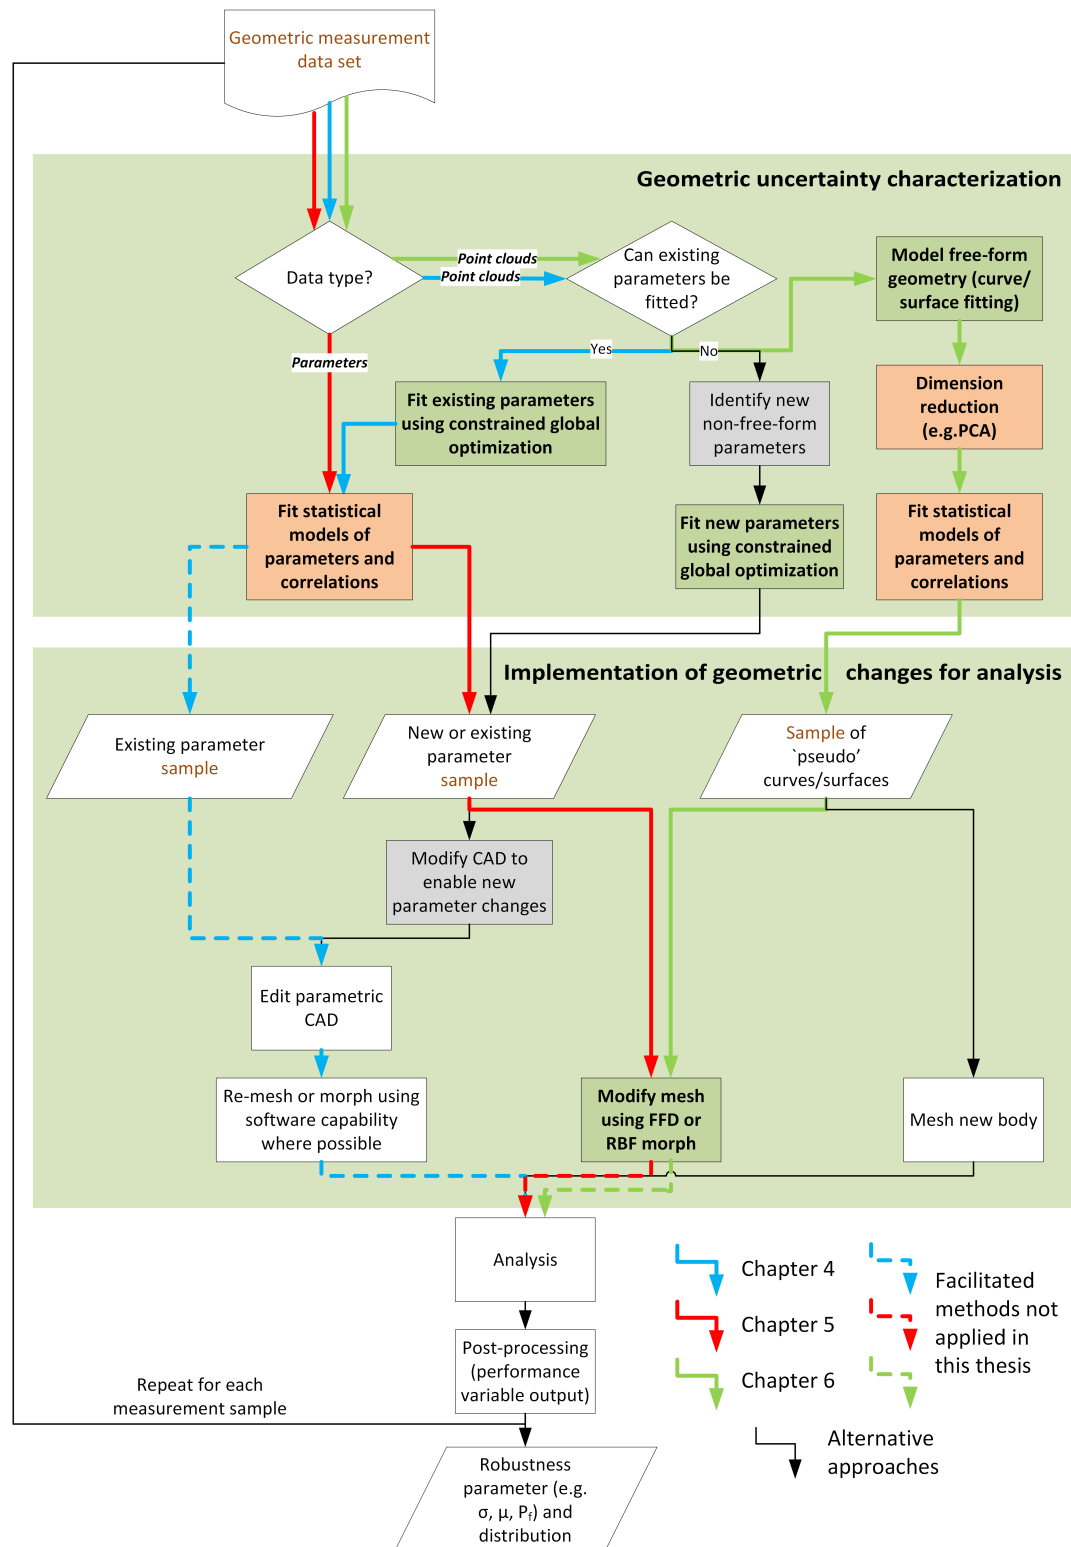 Geometric measurement
data set
Geometric uncertainty characterization
Data type?
Point clouds
Point clouds
Can existing
parameters be
fitted?
Model free-form
geometry (curve/
surface fitting)
Parameters
Yes
No
Fit existing parameters
using constrained global
optimization
Identify new
non-free-form
parameters
Dimension
reduction
(e.g.PCA)
Fit statistical
models of
parameters and
correlations
Fit new parameters
using constrained
global optimization
Fit statistical
models of
parameters and
correlations
Implementation of geometric changes for analysis
Existing parameter
sample
New or existing
parameter
sample
Sample of
`pseudo’
curves/surfaces
Modify CAD to
enable new
parameter changes
Edit parametric
CAD
Re-mesh or morph using
software capability
where possible
Modify mesh
using FFD or
RBF morph
Mesh new body
Analysis
Post-processing
(performance
variable output)
Repeat for each
measurement sample
Robustness
parameter (e.g.
σ, μ, Pf) and
distribution
Chapter 4
Chapter 5
Chapter 6
Facilitated
methods not
applied in
this thesis
Alternative
approaches